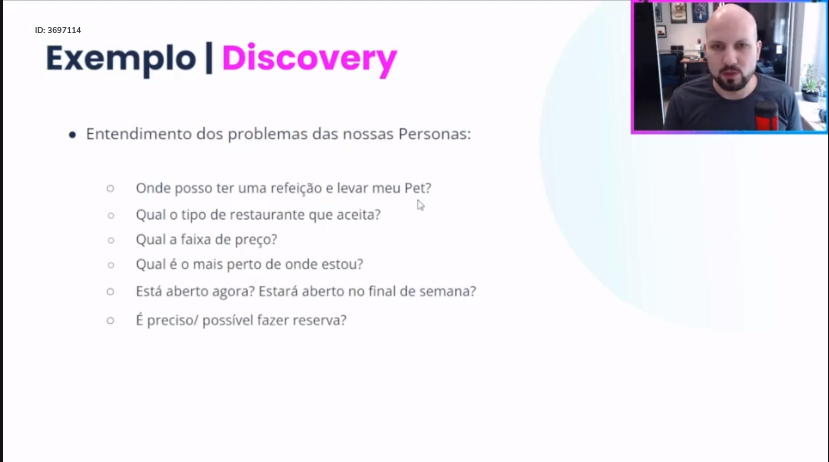 ID: 3697114
Exemplo | Discovery
● Entendimento dos problemas das nossas Personas:
○ Onde posso ter uma refeição e levar meu Pet?
○ Qual o tipo de restaurante que aceita?
○ Qual a faixa de preço?
○ Qual é o mais perto de onde estou?
○ Está aberto agora? Estará aberto no final de semana?
○ É preciso/ possível fazer reserva?